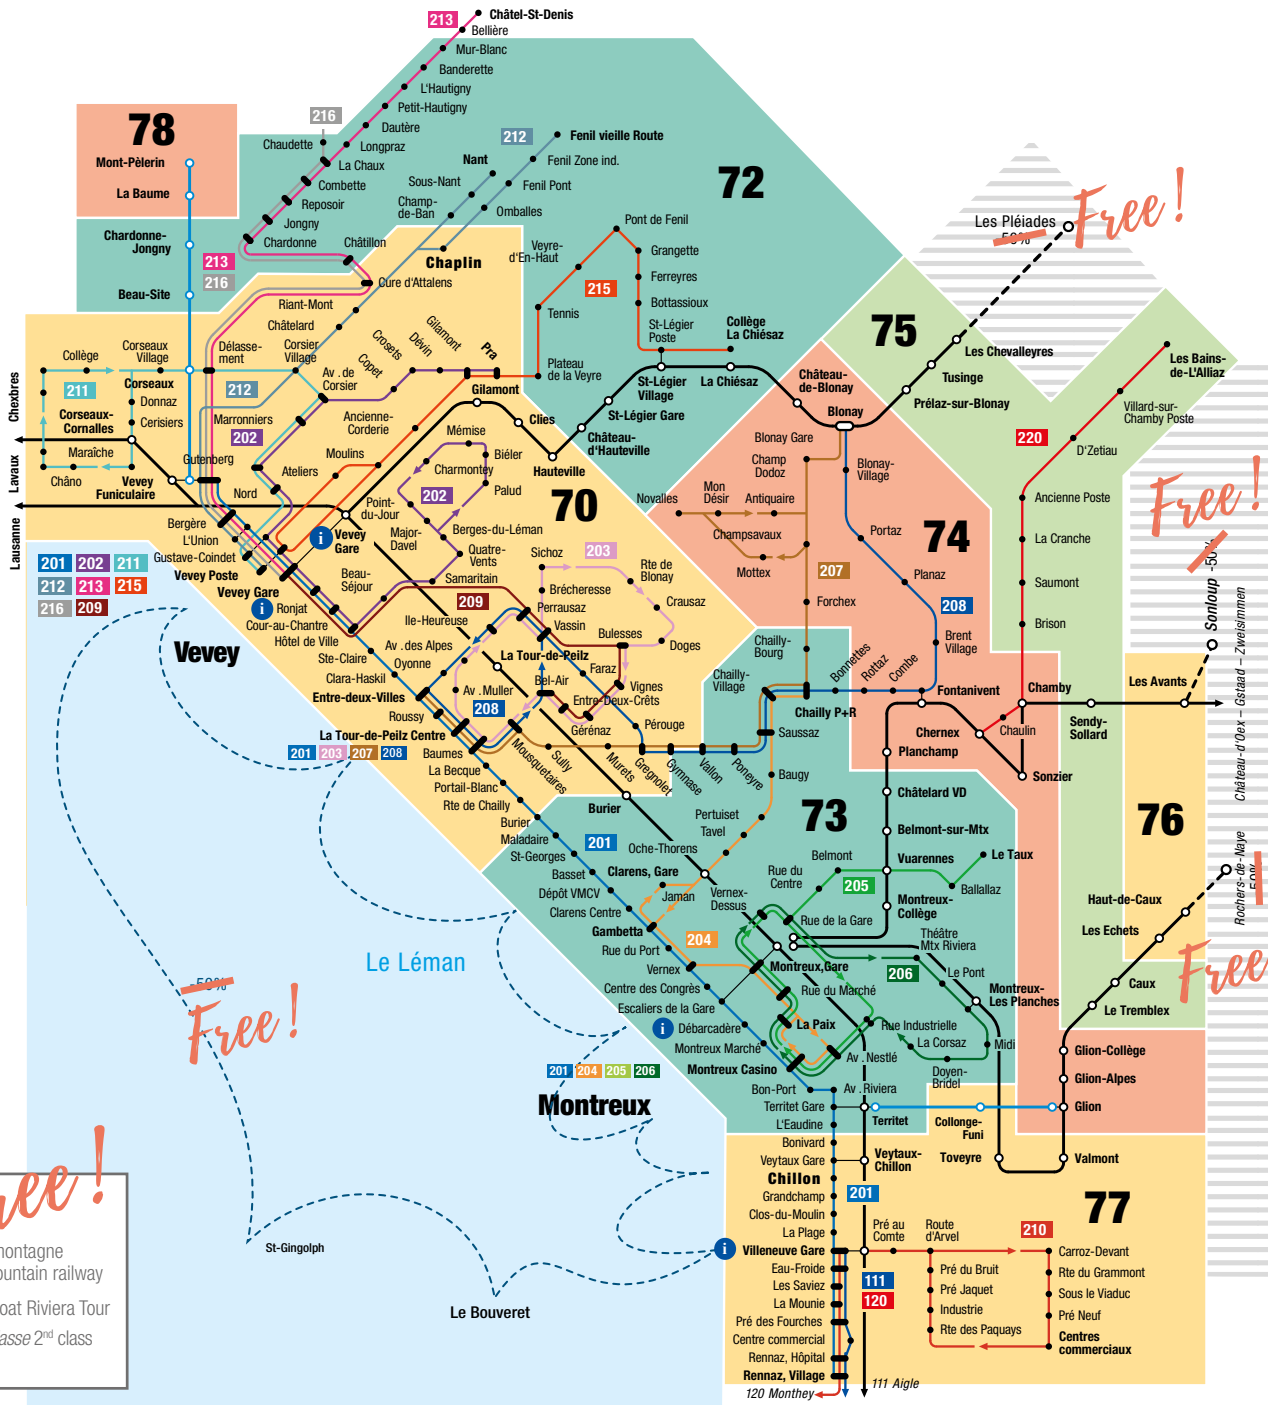 213
Châtel-St-Denis
Bellière
Mur-Blanc
Banderette
L'Hautigny
Petit-Hautigny
Dautère
Longpraz
216
Chaudette
La Chaux
Combette
Reposoir
Jongny
Chardonne
Châtillon
213
216
Cure d'Attalens
78
Mont-Pèlerin
La Baume
Chardonne-
Jongny
Beau-Site
212
Fenil vieille Route
Fenil Zone ind.
Fenil Pont
Omballes
Nant
Sous-Nant
Champ-
de-Ban
Chaplin
72
Pont de Fenil
Veyre-
d'En-Haut
Grangette
Ferreyres
Bottassioux
215
Tennis
St-Légier
Poste
Collège
La Chiésaz
Plateau
de la Veyre
St-Légier
Village
La Chiésaz
St-Légier Gare
Château-
d'Hauteville
Hauteville
Clies
Gilamont
Pra
Gilamont
Dévin
Crosets
Copet
Riant-Mont
Châtelard
Corsier
Village
Délasse-
ment
Av. de
Corsier
212
Marronniers
202
Ancienne-
Corderie
Moulins
Ateliers
Collège
Corseaux
Village
211
Corseaux
Donnaz
Cerisiers
Corseaux-
Cornalles
Maraîche
Châno
Vevey
Funiculaire
Gutenberg
Nord
Chexbres
Lavaux
Lausanne
Bergère
L'Union
Gustave-Coindet
Vevey Poste
Vevey Gare
i
Ronjat
Cour-au-Chantre
Hôtel de Ville
i
Vevey
Gare
Point-
du-Jour
Mémise
Charmontey
Biéler
Palud
202
Major-
Davel
Berges-du-Léman
Quatre-
Vents
Samaritain
Beau-
Séjour
70
Sichoz
203
Rte de
Blonay
Brécheresse
Crausaz
Perrausaz
Vassin
Bulesses
Doges
209
Ile-Heureuse
La Tour-de-Peilz
Bel-Air
Faraz
Vignes
Entre-Deux-Crêts
Gérénaz
Av. Muller
208
Av. des Alpes
Oyonne
Ste-Claire
Clara-Haskil
Entre-deux-Villes
Roussy
La Tour-de-Peilz Centre
201 203 207 208
Baumes
La Becque
Portail-Blanc
Rte de Chailly
Burier
Maladaire
St-Georges
Basset
Dépôt VMCV
Clarens Centre
Gambetta
Rue du Port
Vernex
Centre des Congrès
Escaliers de la Gare
i
Débarcadère
Montreux Marché
Montreux Casino
Mousquetaires
Sully
Murets
Gregnolet
Gymnase
Vallon
Poneyre
Pérouge
Burier
201
201 202 211
212 213 215
216 209
Vevey
75
Les Pléiades
-50%
Free !
Les Chevalleyres
Tusinge
Prélaz-sur-Blonay
Château-
de-Blonay
Blonay
Blonay Gare
Champ
Dodoz
Mon
Désir
Antiquaire
Novalles
Champsavaux
Mottex
207
Forchex
Blonay-
Village
Portaz
Planaz
208
Brent
Village
74
Chailly-
Bourg
Chailly-
Village
Bonnettes
Rottaz
Combe
Chailly P+R
Saussaz
Baugy
Fontanivent
Chernex
Chaulin
Chamby
Sonzier
Sendy-
Sollard
Les Avants
Planchamp
Châtelard VD
Belmont-sur-Mtx
Vuarennes
Montreux-
Collège
73
220
Les Bains-
de-L'Alliaz
Villard-sur-
Chamby Poste
D'Zetiau
Ancienne Poste
La Cranche
Saumont
Brison
Free !
Sonloup -50%
Château-d'Oex – Gstaad – Zweisimmen
76
Rochers-de-Naye
50%
Free
Haut-de-Caux
Les Echets
Caux
Le Tremblex
Glion-Collège
Glion-Alpes
Glion
Pertuiset
Tavel
Oche-Thorens
Clarens, Gare
Jaman
Vernex-
Dessus
204
Rue du
Centre
Belmont
205
Le Taux
Ballallaz
Rue de la Gare
Théâtre
Mtx Riviera
206
Le Pont
Montreux-
Les Planches
Montreux,Gare
Rue du Marché
La Paix
Rue Industrielle
La Corsaz
Midi
Doyen-
Bridel
Av. Nestlé
Av. Riviera
Bon-Port
Territet Gare
Territet
Collonge-
Funi
L'Eaudine
Bonivard
Veytaux Gare
Veytaux-
Chillon
Toveyre
Valmont
Chillon
Grandchamp
201
Clos-du-Moulin
La Plage
i
Villeneuve Gare
Eau-Froide
Les Saviez
La Mounie
Pré des Fourches
Centre commercial
Rennaz, Hôpital
Rennaz, Village
111
120
120 Monthey
111 Aigle
77
210
Pré au
Comte
Route
d'Arvel
Pré du Bruit
Pré Jaquet
Industrie
Rte des Paquays
Carroz-Devant
Rte du Grammont
Sous le Viaduc
Pré Neuf
Centres
commerciaux
Le Léman
-50%
Free !
201 204 205 206
Montreux
St-Gingolph
Le Bouveret
ree !
montagne
ountain railway
oat Riviera Tour
asse 2nd class